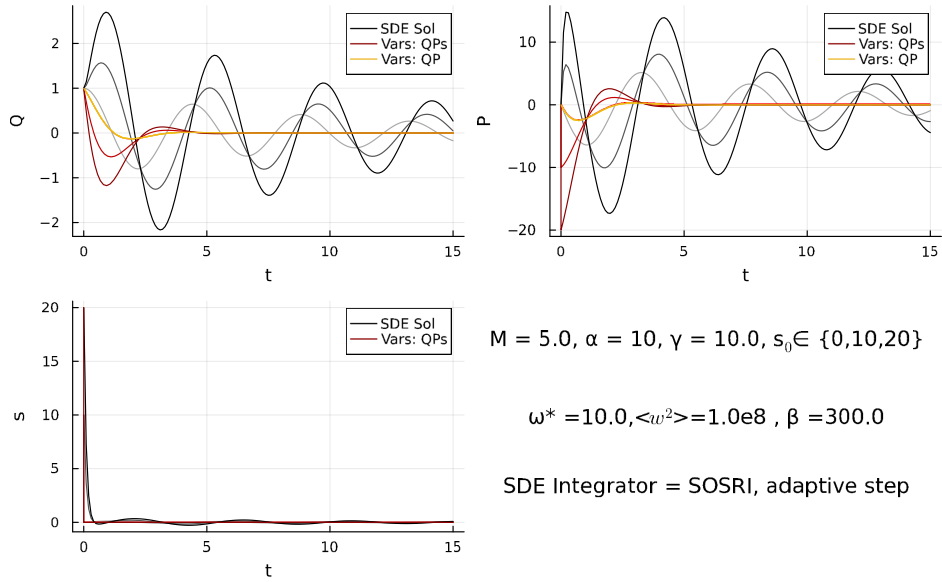 2
1
0
−1
−2
Q
0
5
10
15
t
SDE Sol
Vars: QPs
Vars: QP
10
0
−10
−20
P
0
5
10
15
t
SDE Sol
Vars: QPs
Vars: QP
20
15
10
5
0
s
0
5
10
15
t
SDE Sol
Vars: QPs
M = 5.0, α = 10, γ = 10.0, s₀∈ {0,10,20}
ω* =10.0,<w²>=1.0e8 , β =300.0
SDE Integrator = SOSRI, adaptive step